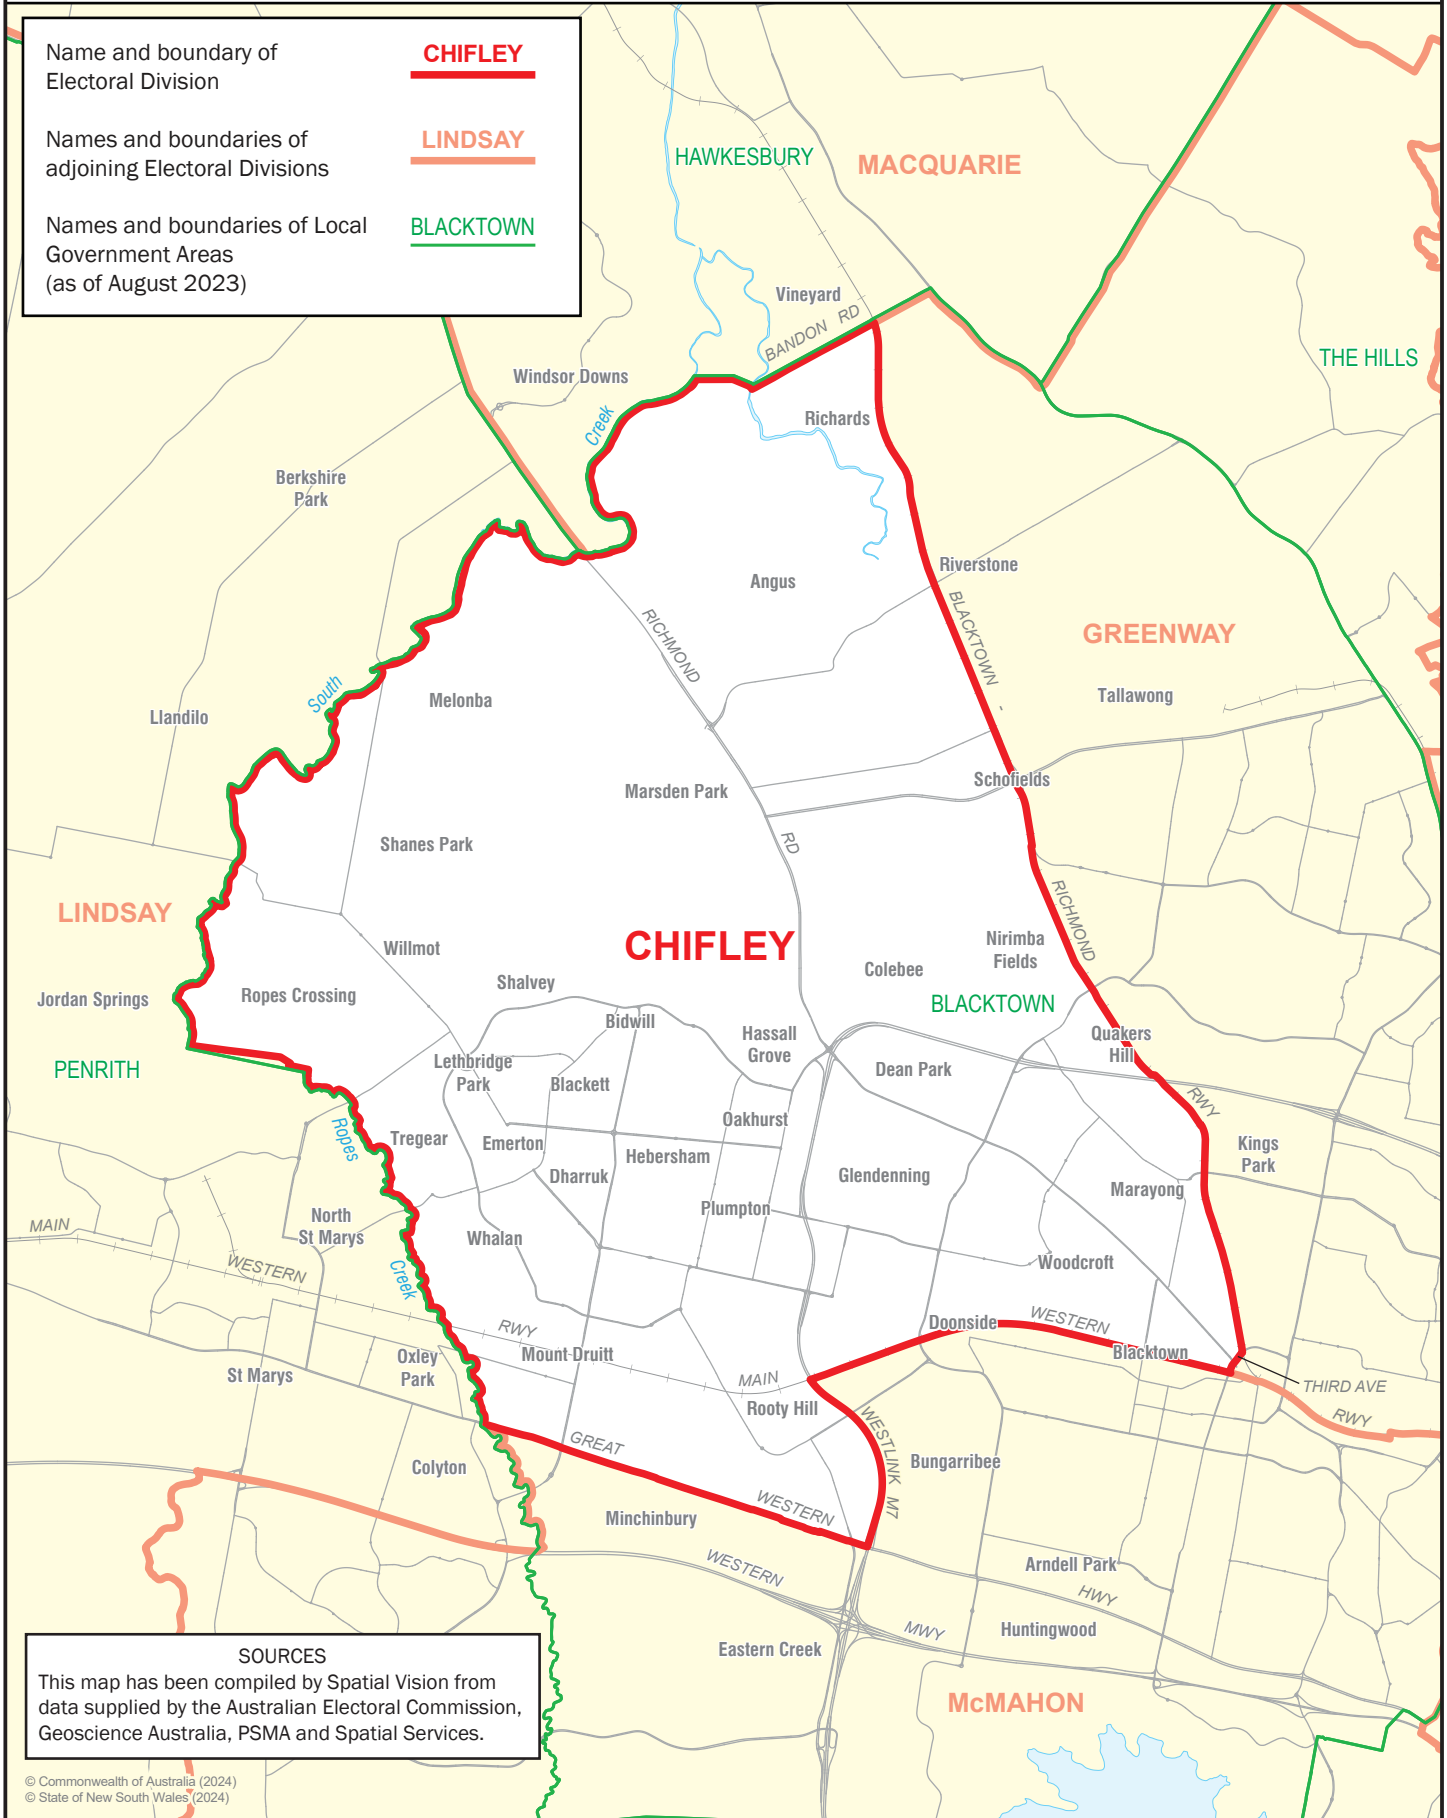 Name and boundary of
Electoral Division
CHIFLEY
Names and boundaries of
adjoining Electoral Divisions
LINDSAY
Names and boundaries of Local
Government Areas
(as of August 2023)
BLACKTOWN
HAWKESBURY
MACQUARIE
Vineyard
BANDON RD
THE HILLS
Windsor Downs
Creek
Richards
Berkshire
Park
Riverstone
Angus
BLACKTOWN -
RICHMOND
GREENWAY
South
Melonba
Tallawong
Llandilo
Schofields
Marsden Park
RD
Shanes Park
LINDSAY
RICHMOND
CHIFLEY
Nirimba
Fields
Willmot
Colebee
Shalvey
Ropes Crossing
Jordan Springs
BLACKTOWN
Bidwill
Hassall
Grove
Quakers
Hill
PENRITH
Lethbridge
Park
Blackett
Dean Park
RWY
Oakhurst
Ropes
Tregear
Emerton
Hebersham
Kings
Park
Dharruk
Glendenning
Marayong
Plumpton
North
St Marys
MAIN
Whalan
WESTERN
Creek
Woodcroft
RWY
Doonside
WESTERN
Mount Druitt
Blacktown
Oxley
Park
St Marys
MAIN
THIRD AVE
Rooty Hill
RWY
GREAT
WESTLINK M7
Colyton
Bungarribee
WESTERN
Minchinbury
WESTERN
Arndell Park
HWY
MWY
Huntingwood
Eastern Creek
McMAHON
SOURCES
This map has been compiled by Spatial Vision from
data supplied by the Australian Electoral Commission,
Geoscience Australia, PSMA and Spatial Services.
© Commonwealth of Australia (2024)
© State of New South Wales (2024)